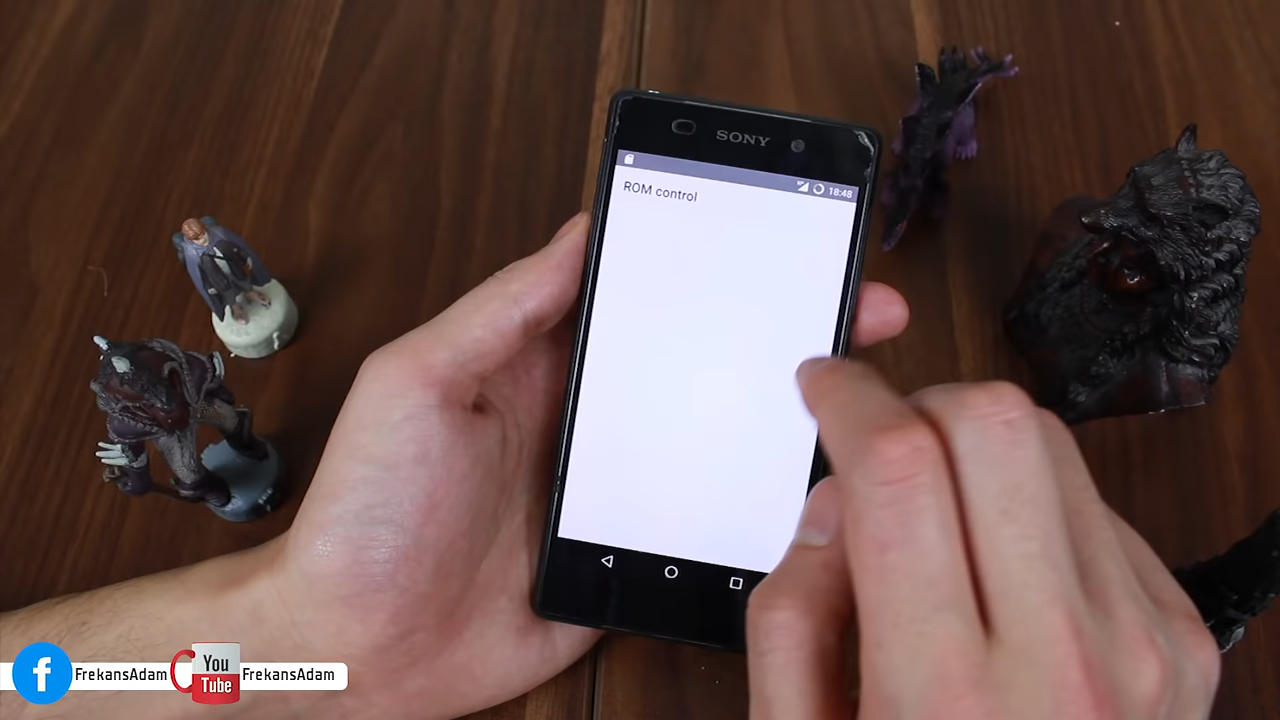 SONY
18:48
ROM control
FrekansAdam
You
Tube
FrekansAdam